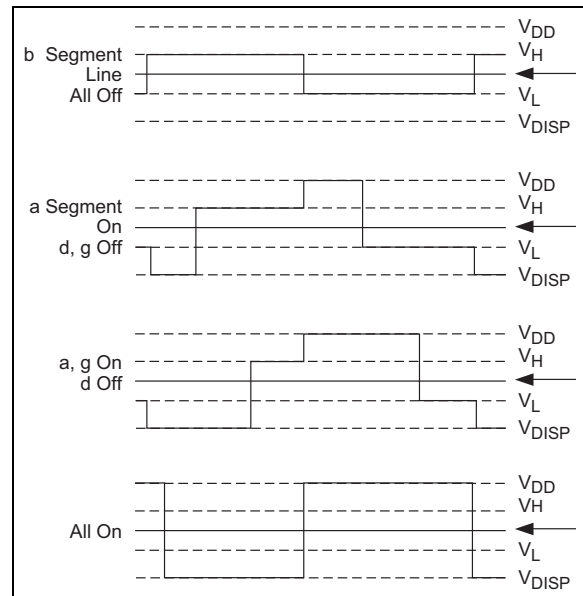 V_DD
b Segment V_H
Line
All Off V_L
V_DISP
V_DD
a Segment V_H
On
d, g Off V_L
V_DISP
V_DD
a, g On V_H
d Off
V_L
V_DISP
V_DD
VH
All On
V_L
V_DISP